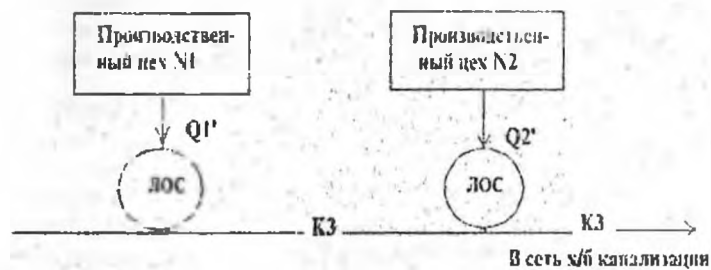 Производствен-
ный цех N1
Производствен-
ный цех N2
Q1'
Q2'
ЛОС
ЛОС
К3
К3
В сеть х/б канализации